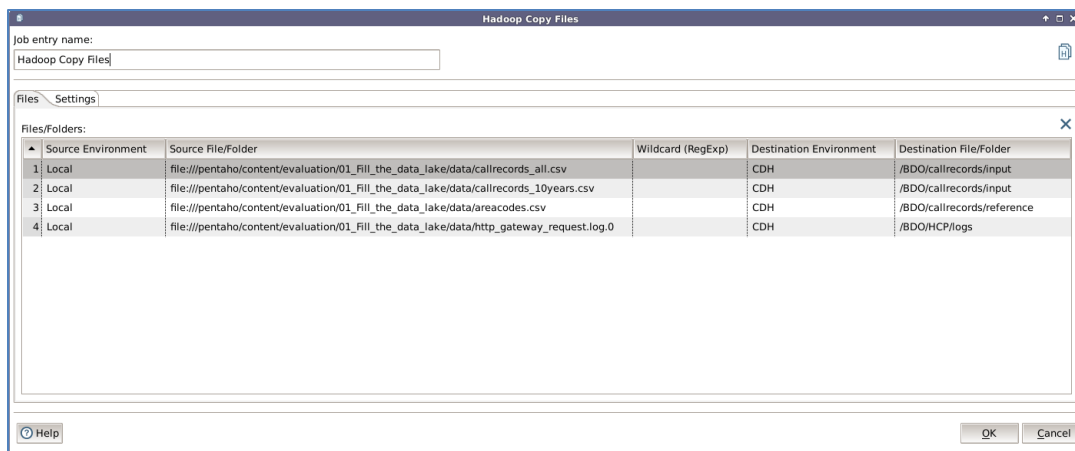 Hadoop Copy Files
Job entry name:
Hadoop Copy Files
H
Files Settings
Files/Folders:
Source Environment Source File/Folder Wildcard (RegExp) Destination Environment Destination File/Folder
1 Local file:///pentaho/content/evaluation/01_Fill_the_data_lake/data/callrecords_all.csv CDH /BDO/callrecords/input
2 Local file:///pentaho/content/evaluation/01_Fill_the_data_lake/data/callrecords_10years.csv CDH /BDO/callrecords/input
3 Local file:///pentaho/content/evaluation/01_Fill_the_data_lake/data/areacodes.csv CDH /BDO/callrecords/reference
4 Local file:///pentaho/content/evaluation/01_Fill_the_data_lake/data/http_gateway_request.log.0 CDH /BDO/HCP/logs
? Help OK Cancel